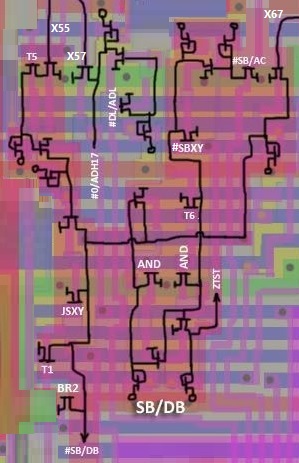 X55
X67
T5
X57
#SB/AC
#DL/ADL
#0/ADH17
#SBXY
T6
AND
AND
ZTST
JSXY
T1
BR2
SB/DB
#SB/DB